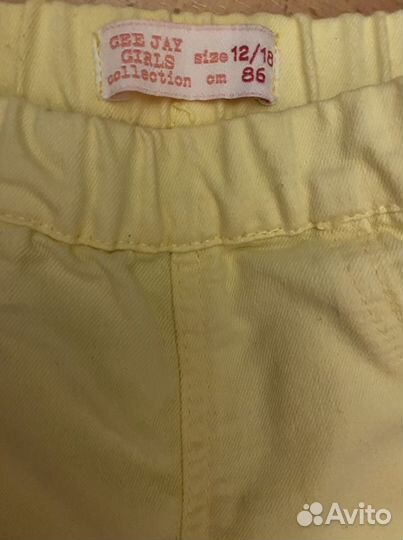 GEE JAY
GIRLS
collection
size 12/18
cm 86
Avito